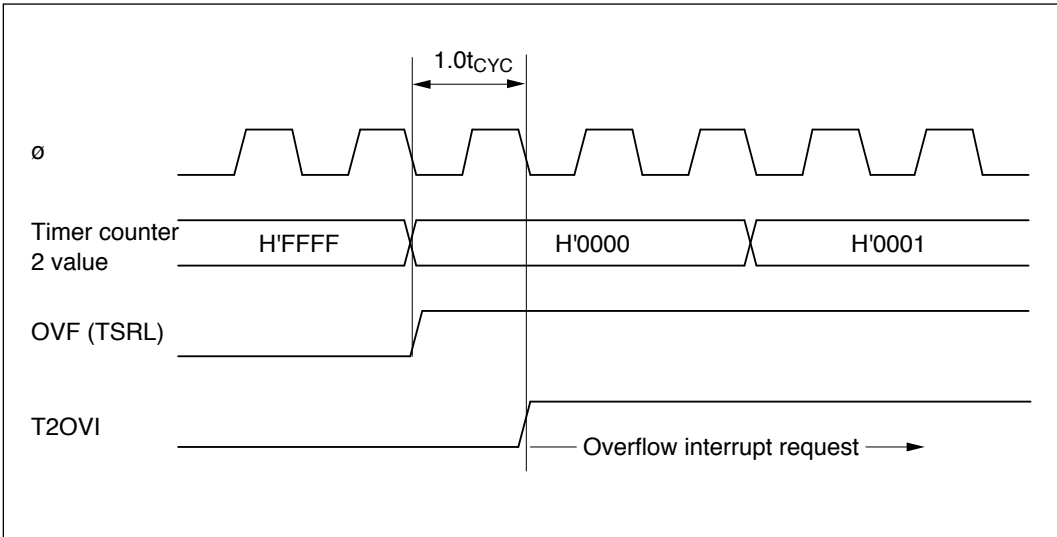 1.0tCYC
ø
Timer counter
2 value
H'FFFF
H'0000
H'0001
OVF (TSRL)
T2OVI
Overflow interrupt request